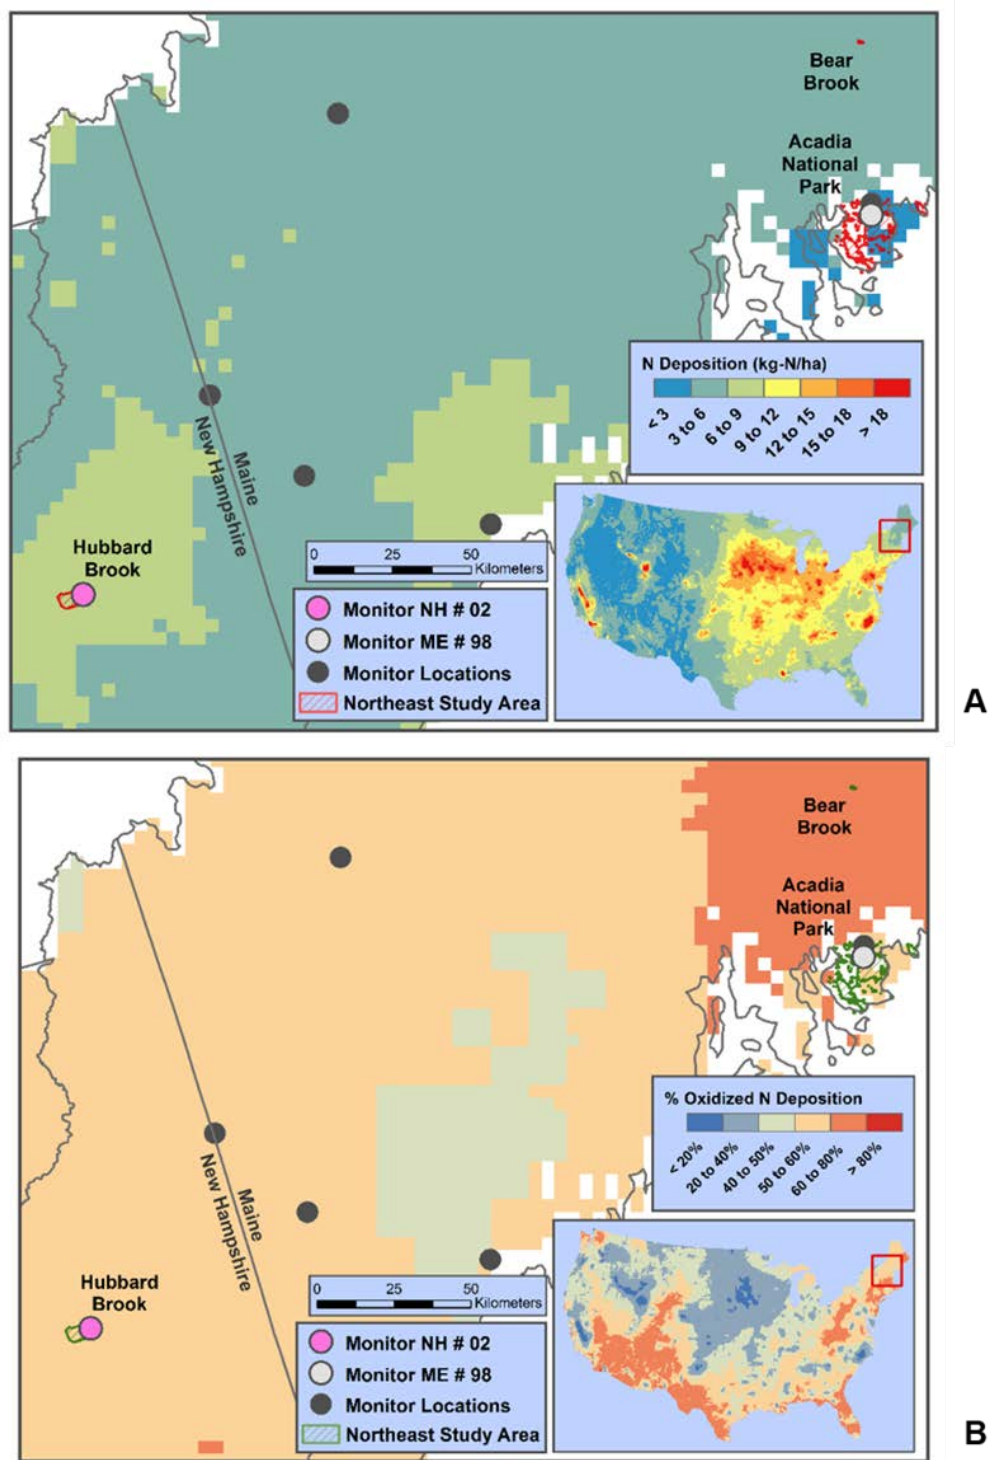 Bear
Brook
Acadia
National
Park
N Deposition (kg-N/ha)
< 3
3 to 6
6 to 9
9 to 12
12 to 15
15 to 18
> 18
Maine
New Hampshire
Hubbard
Brook
0 25 50
Kilometers
Monitor NH # 02
Monitor ME # 98
Monitor Locations
Northeast Study Area
A
Bear
Brook
Acadia
National
Park
% Oxidized N Deposition
< 20%
20 to 40%
40 to 50%
50 to 60%
60 to 80%
> 80%
Maine
New Hampshire
Hubbard
Brook
0 25 50
Kilometers
Monitor NH # 02
Monitor ME # 98
Monitor Locations
Northeast Study Area
B